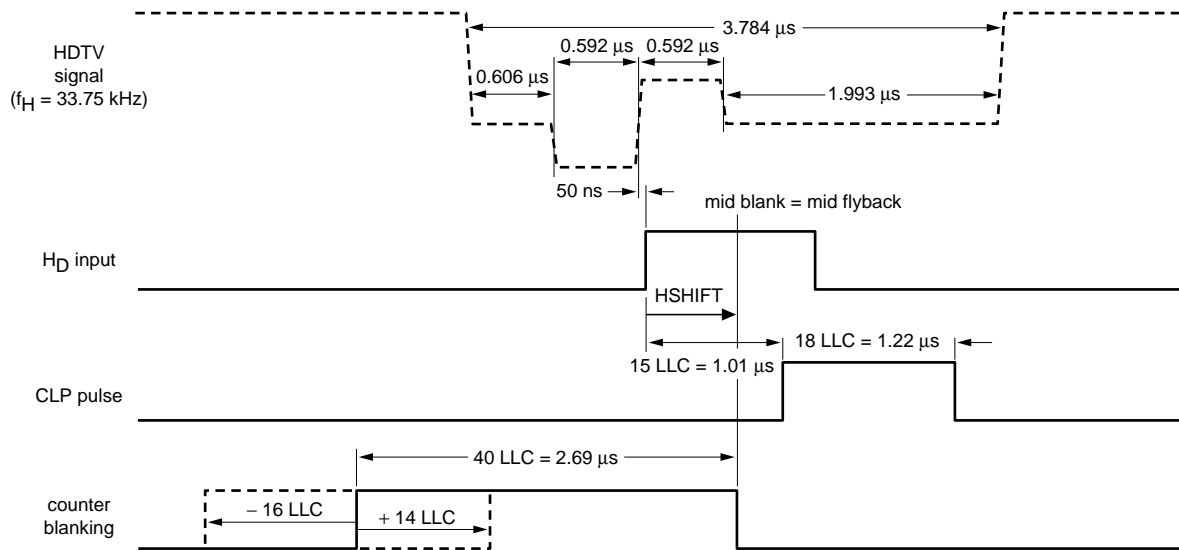 3.784 μs
HDTV
signal
(fH = 33.75 kHz)
0.592 μs
0.592 μs
0.606 μs
1.993 μs
50 ns
mid blank = mid flyback
HD input
HSHIFT
15 LLC = 1.01 μs
18 LLC = 1.22 μs
CLP pulse
40 LLC = 2.69 μs
counter
blanking
− 16 LLC
+ 14 LLC